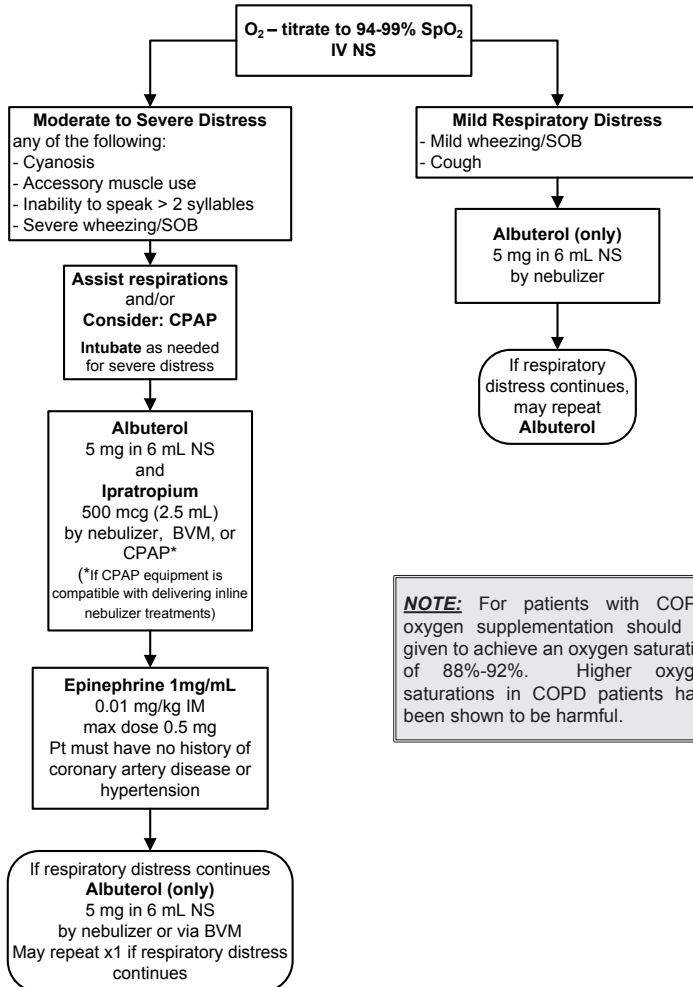 O2 – titrate to 94-99% SpO2
IV NS
Moderate to Severe Distress
any of the following:
- Cyanosis
- Accessory muscle use
- Inability to speak > 2 syllables
- Severe wheezing/SOB
Assist respirations
and/or
Consider: CPAP
Intubate as needed
for severe distress
Albuterol
5 mg in 6 mL NS
and
Ipratropium
500 mcg (2.5 mL)
by nebulizer, BVM, or
CPAP*
(*If CPAP equipment is
compatible with delivering inline
nebulizer treatments)
Epinephrine 1mg/mL
0.01 mg/kg IM
max dose 0.5 mg
Pt must have no history of
coronary artery disease or
hypertension
If respiratory distress continues
Albuterol (only)
5 mg in 6 mL NS
by nebulizer or via BVM
May repeat x1 if respiratory distress
continues
Mild Respiratory Distress
- Mild wheezing/SOB
- Cough
Albuterol (only)
5 mg in 6 mL NS
by nebulizer
If respiratory
distress continues,
may repeat
Albuterol
NOTE: For patients with COP
oxygen supplementation should
given to achieve an oxygen saturati
of 88%-92%. Higher oxyg
saturations in COPD patients ha
been shown to be harmful.